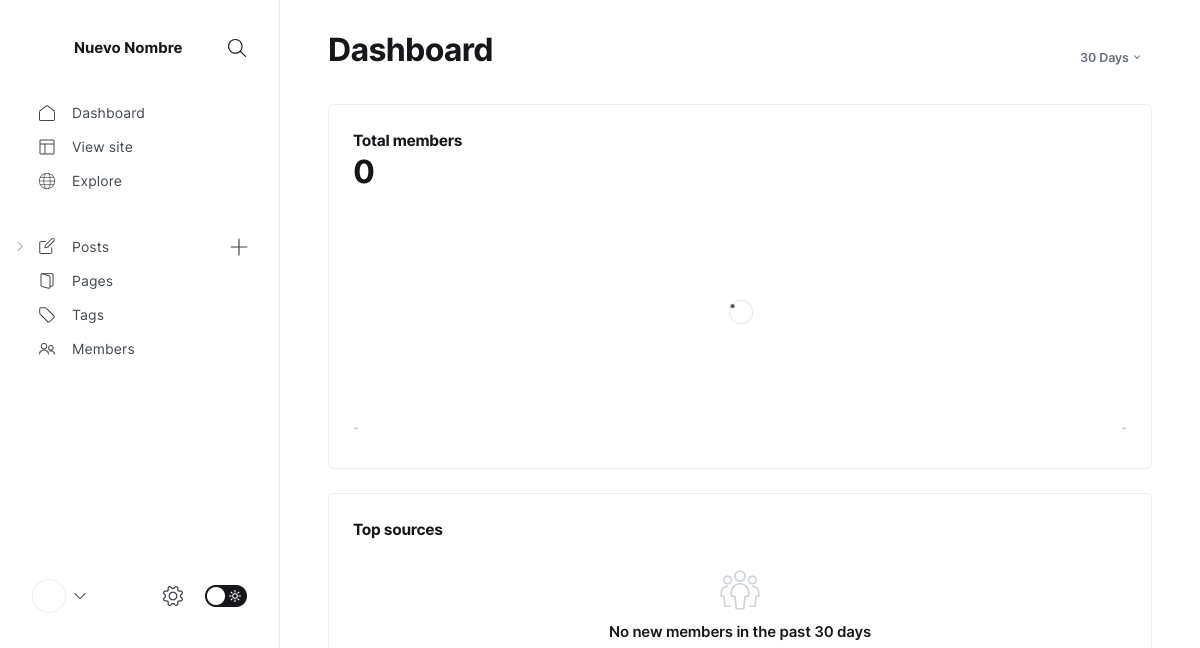 Nuevo Nombre
Dashboard
View site
Explore
Posts
Pages
Tags
Members
Dashboard
30 Days
Total members
0
-
-
Top sources
No new members in the past 30 days